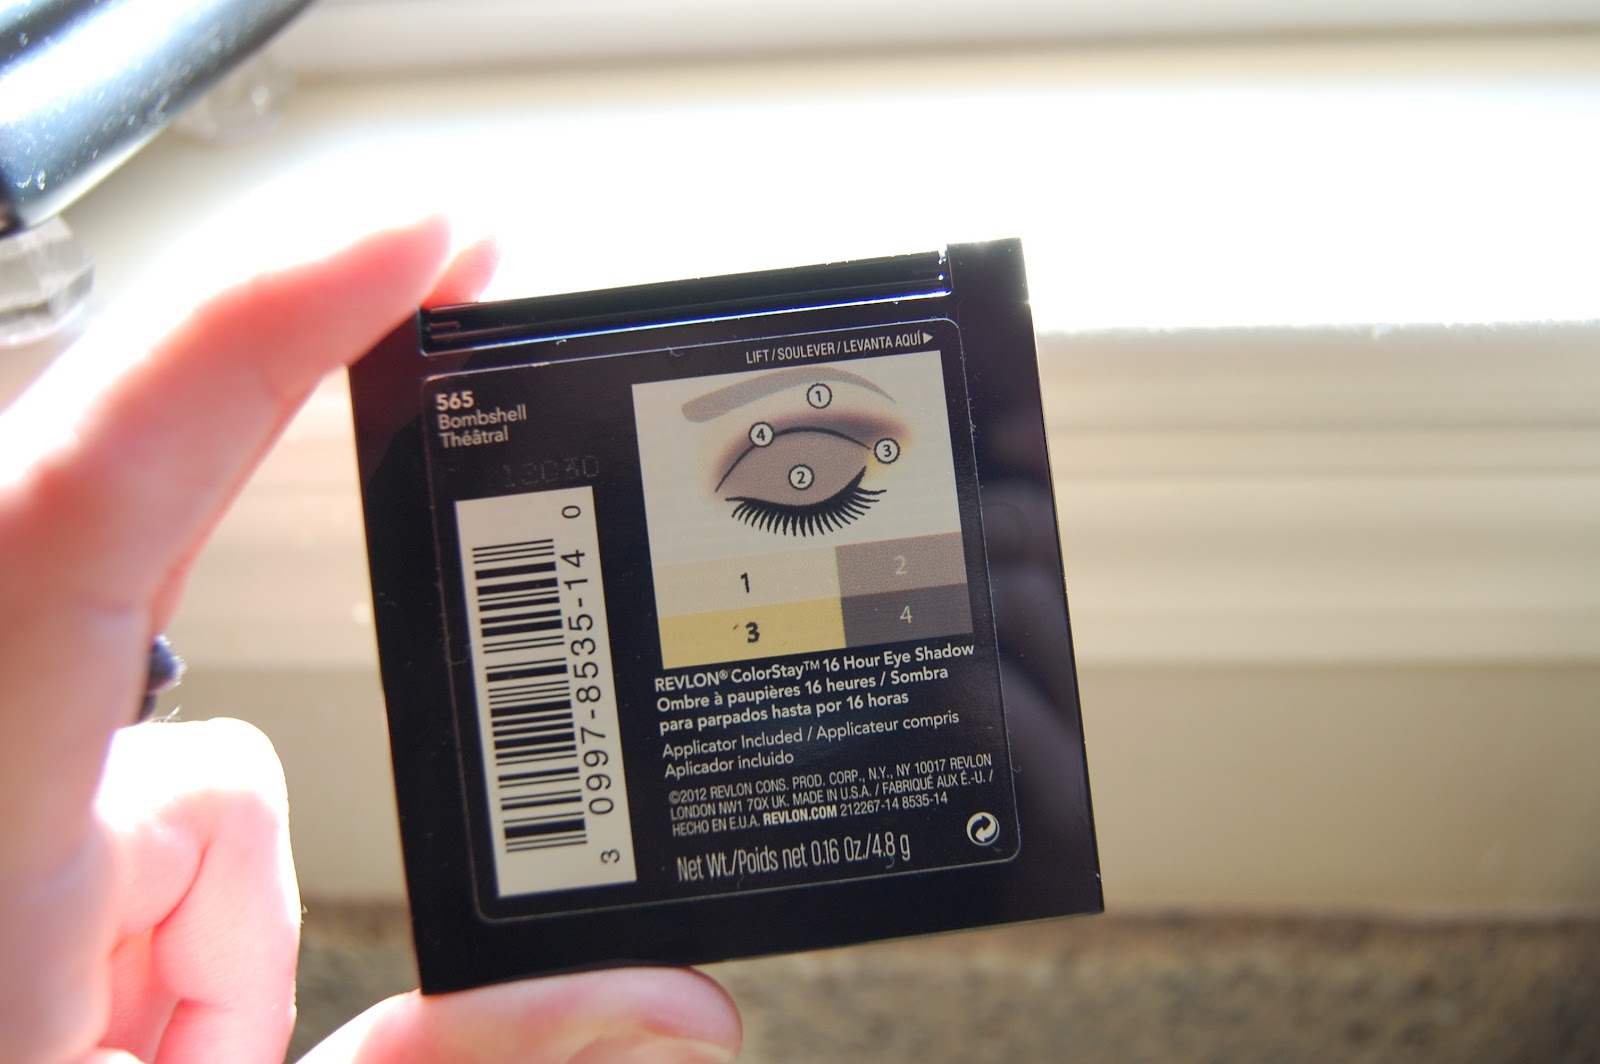 LIFT / SOULEVER / LEVANTA AQUÍ
565
Bombshell
Théâtral
13030
1
4
3
2
1
2
3
4
3 0997-8535-14 0
REVLON® ColorStay™ 16 Hour Eye Shadow
Ombre à paupières 16 heures / Sombra
para parpados hasta por 16 horas
Applicator Included / Applicateur compris
Aplicador incluido
©2012 REVLON CONS. PROD. CORP., N.Y., NY 10017 REVLON
LONDON NW1 7QX UK. MADE IN U.S.A. / FABRIQUÉ AUX É.-U. /
HECHO EN E.U.A. REVLON.COM 212267-14 8535-14
Net Wt./Poids net 0.16 Oz./4.8 g